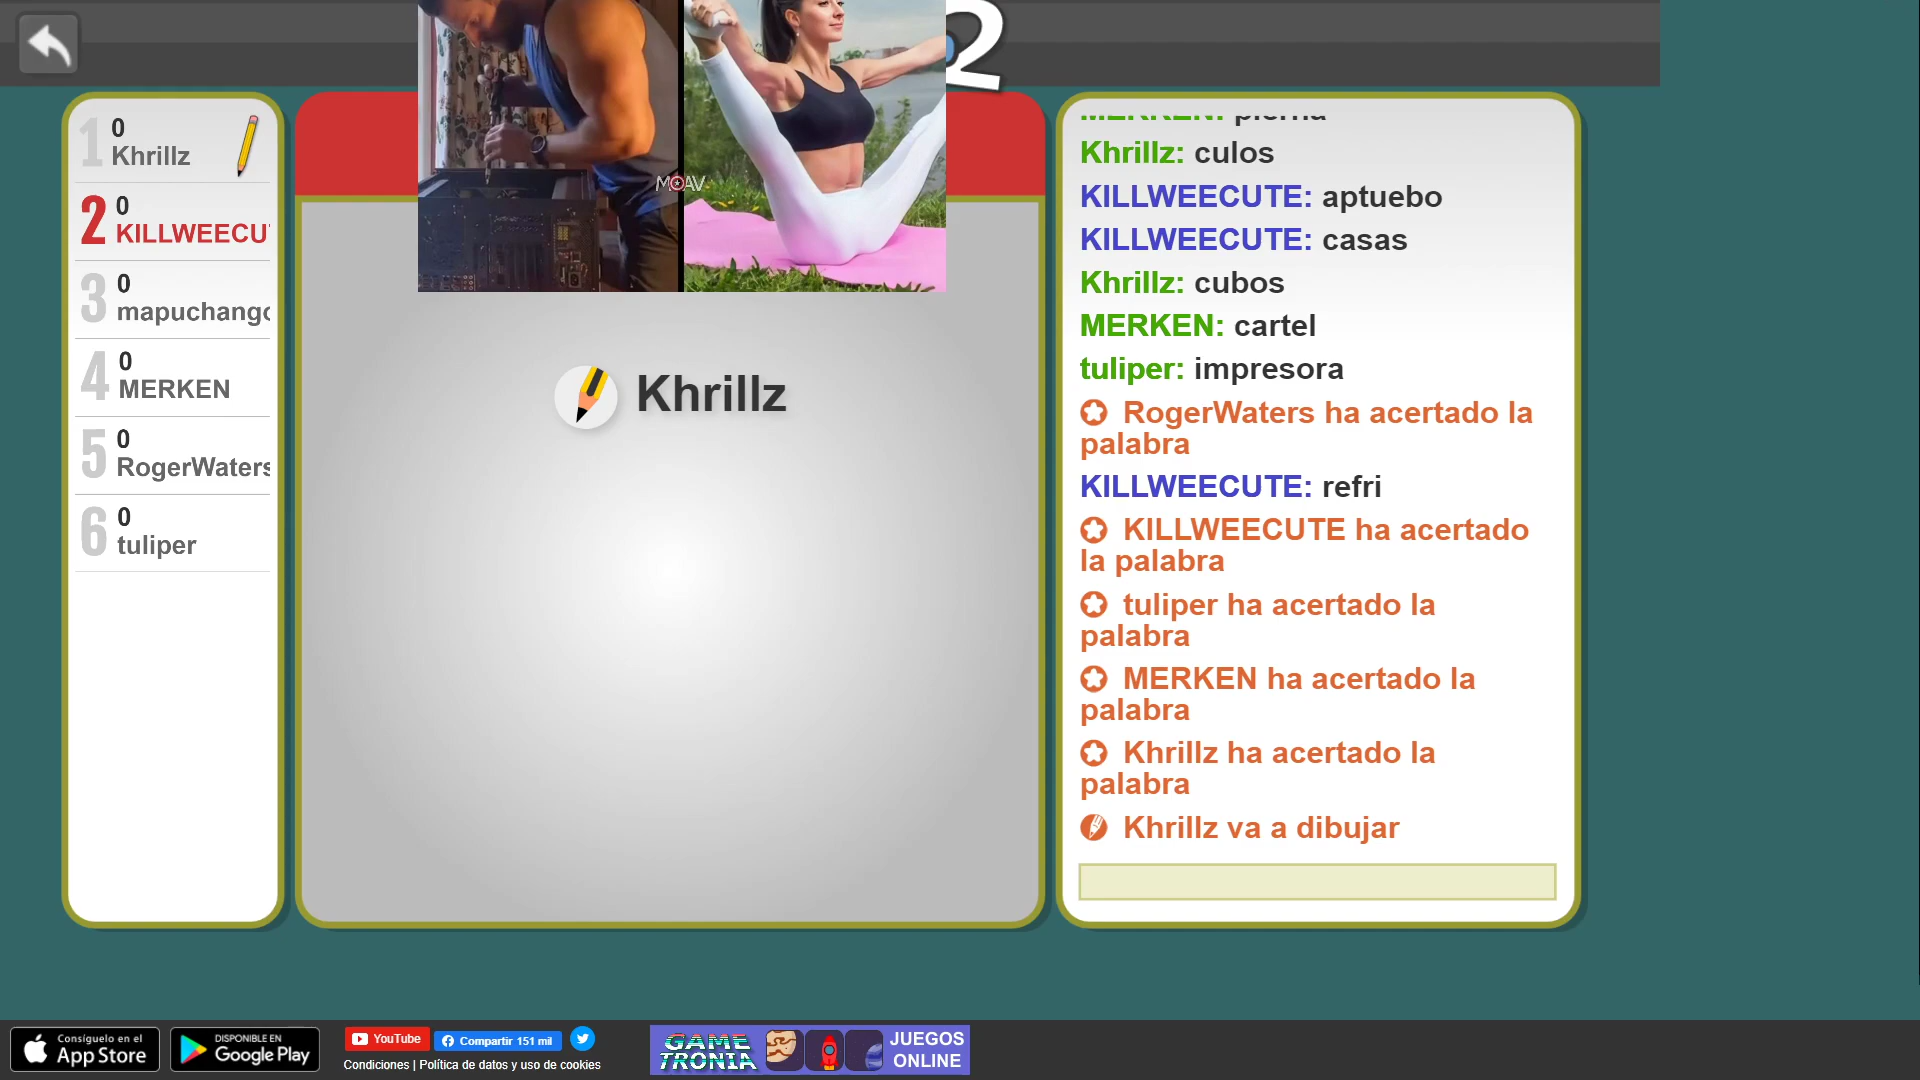 2
1 0
Khrillz
2 0
KILLWEECU
3 0
mapuchang
4 0
MERKEN
5 0
RogerWaters
6 0
tuliper
MOAV
Khrillz
MERKEN: pierna
Khrillz: culos
KILLWEECUTE: aptuebo
KILLWEECUTE: casas
Khrillz: cubos
MERKEN: cartel
tuliper: impresora
RogerWaters ha acertado la
palabra
KILLWEECUTE: refri
KILLWEECUTE ha acertado
la palabra
tuliper ha acertado la
palabra
MERKEN ha acertado la
palabra
Khrillz ha acertado la
palabra
Khrillz va a dibujar
Consíguelo en el
App Store
DISPONIBLE EN
Google Play
YouTube
Compartir 151 mil
Condiciones | Política de datos y uso de cookies
GAME
TRONIA
JUEGOS
ONLINE